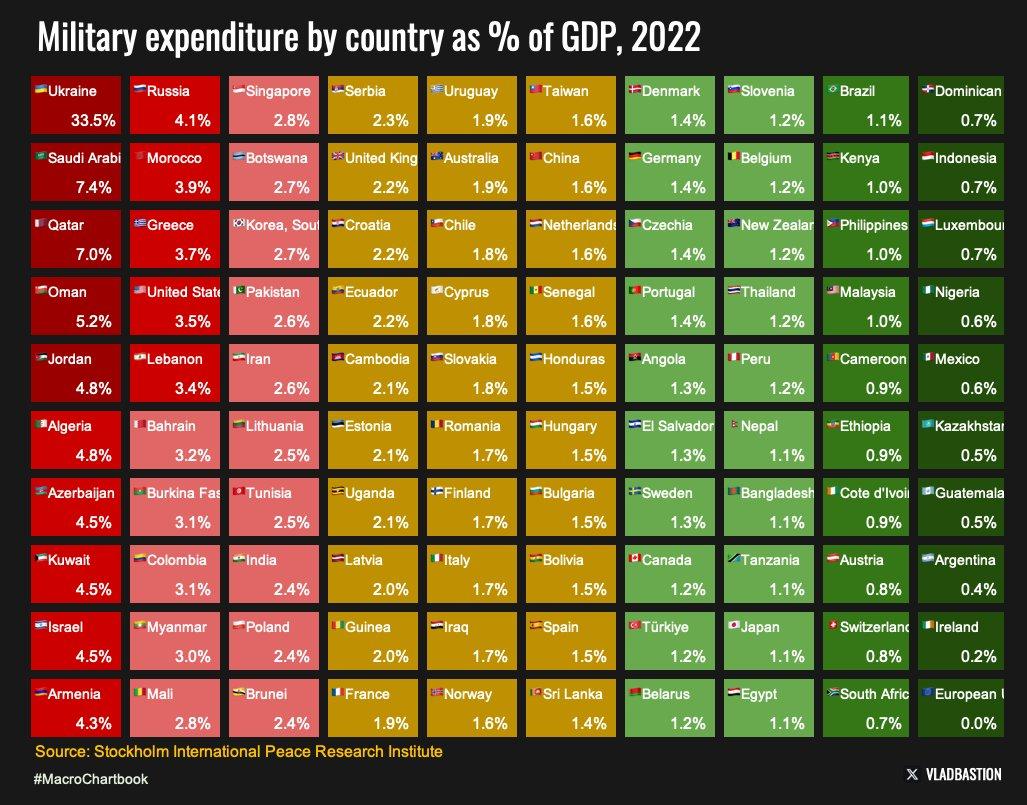 Military expenditure by country as % of GDP, 2022
Ukraine Russia Singapore Serbia Uruguay Taiwan Denmark Slovenia Brazil Dominican
33.5% 4.1% 2.8% 2.3% 1.9% 1.6% 1.4% 1.2% 1.1% 0.7%
Saudi Arabi Morocco Botswana United King Australia China Germany Belgium Kenya Indonesia
7.4% 3.9% 2.7% 2.2% 1.9% 1.6% 1.4% 1.2% 1.0% 0.7%
Qatar Greece Korea, Sout Croatia Chile Netherlands Czechia New Zealan Philippines Luxembour
7.0% 3.7% 2.7% 2.2% 1.8% 1.6% 1.4% 1.2% 1.0% 0.7%
Oman United State Pakistan Ecuador Cyprus Senegal Portugal Thailand Malaysia Nigeria
5.2% 3.5% 2.6% 2.2% 1.8% 1.6% 1.4% 1.2% 1.0% 0.6%
Jordan Lebanon Iran Cambodia Slovakia Honduras Angola Peru Cameroon Mexico
4.8% 3.4% 2.6% 2.1% 1.8% 1.5% 1.3% 1.2% 0.9% 0.6%
Algeria Bahrain Lithuania Estonia Romania Hungary El Salvador Nepal Ethiopia Kazakhstan
4.8% 3.2% 2.5% 2.1% 1.7% 1.5% 1.3% 1.1% 0.9% 0.5%
Azerbaijan Burkina Fas Tunisia Uganda Finland Bulgaria Sweden Bangladesh Cote d'Ivoir Guatemala
4.5% 3.1% 2.5% 2.1% 1.7% 1.5% 1.3% 1.1% 0.9% 0.5%
Kuwait Colombia India Latvia Italy Bolivia Canada Tanzania Austria Argentina
4.5% 3.1% 2.4% 2.0% 1.7% 1.5% 1.2% 1.1% 0.8% 0.4%
Israel Myanmar Poland Guinea Iraq Spain Türkiye Japan Switzerland Ireland
4.5% 3.0% 2.4% 2.0% 1.7% 1.5% 1.2% 1.1% 0.8% 0.2%
Armenia Mali Brunei France Norway Sri Lanka Belarus Egypt South Afric European U
4.3% 2.8% 2.4% 1.9% 1.6% 1.4% 1.2% 1.1% 0.7% 0.0%
Source: Stockholm International Peace Research Institute
#MacroChartbook
X VLADBASTION